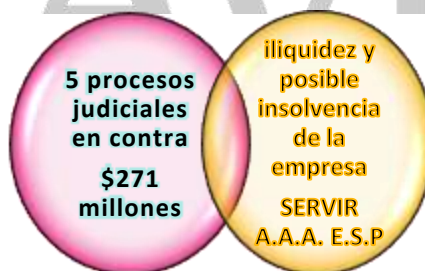 5 procesos
judiciales
en contra
$271
millones
iliquidez y
posible
insolvencia
de la
empresa
SERVIR
A.A.A. E.S.P